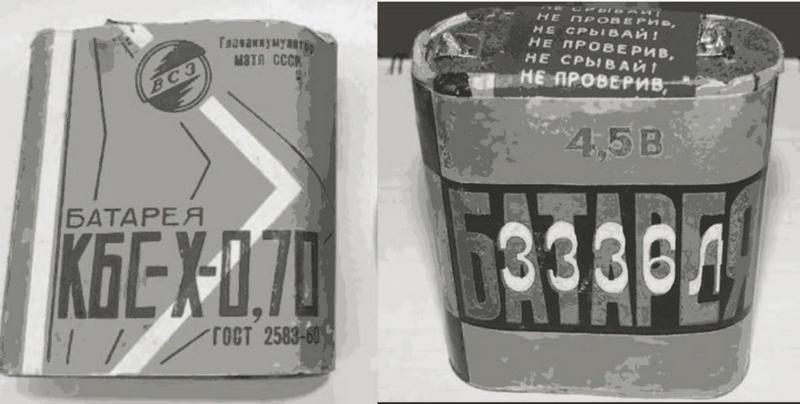 Главаккумулятор
МАТП СССР
ВСЗ
БАТАРЕЯ
КБС-Х-0,70
ГОСТ 2583-60
НЕ СРЫВАЙ!
НЕ ПРОВЕРИВ,
НЕ СРЫВАЙ!
НЕ ПРОВЕРИВ,
НЕ СРЫВАЙ!
НЕ ПРОВЕРИВ,
4,5В
БАТАРЕЯ
3336Л